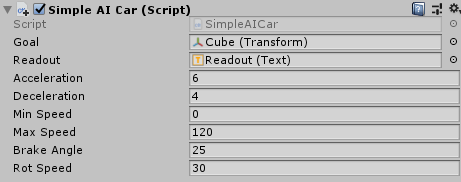 Simple AI Car (Script)
Script SimpleAICar
Goal Cube (Transform)
Readout Readout (Text)
Acceleration 6
Deceleration 4
Min Speed 0
Max Speed 120
Brake Angle 25
Rot Speed 30